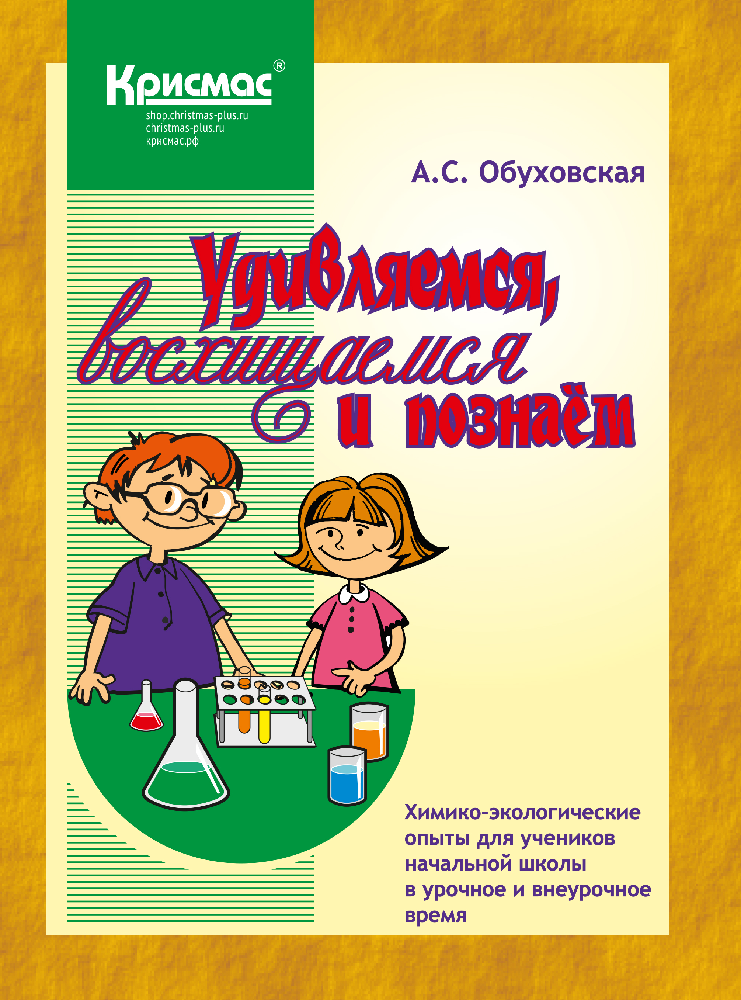 Крисмас®
shop.christmas-plus.ru
christmas-plus.ru
крисмас.рф
А.С. Обуховская
Удивляемся,
восхищаемся
и познаём
Химико-экологические
опыты для учеников
начальной школы
в урочное и внеурочное
время